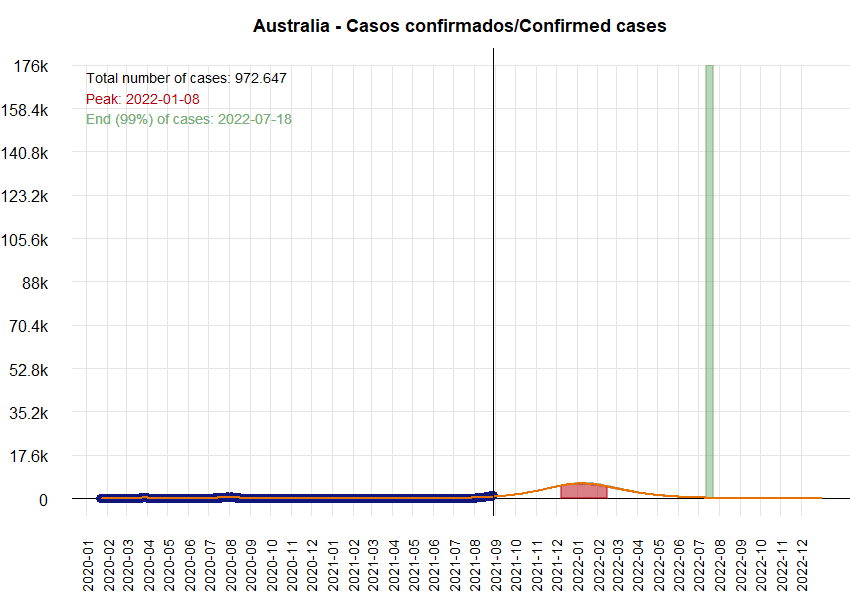 Australia - Casos confirmados/Confirmed cases
176k
158.4k
140.8k
123.2k
105.6k
88k
70.4k
52.8k
35.2k
17.6k
0
Total number of cases: 972.647
Peak: 2022-01-08
End (99%) of cases: 2022-07-18
2020-01
2020-02
2020-03
2020-04
2020-05
2020-06
2020-07
2020-08
2020-09
2020-10
2020-11
2020-12
2021-01
2021-02
2021-03
2021-04
2021-05
2021-06
2021-07
2021-08
2021-09
2021-10
2021-11
2021-12
2022-01
2022-02
2022-03
2022-04
2022-05
2022-06
2022-07
2022-08
2022-09
2022-10
2022-11
2022-12